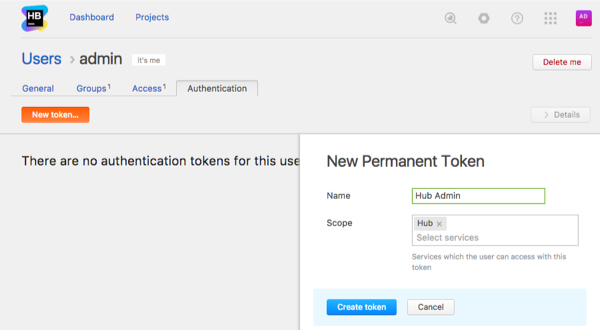 HB
Dashboard Projects
AD
Users > admin it's me
Delete me
General Groups 1 Access 1 Authentication
New token...
> Details
There are no authentication tokens for this use
New Permanent Token
Name Hub Admin
Scope Hub ×
Select services
Services which the user can access with this
token
Create token Cancel